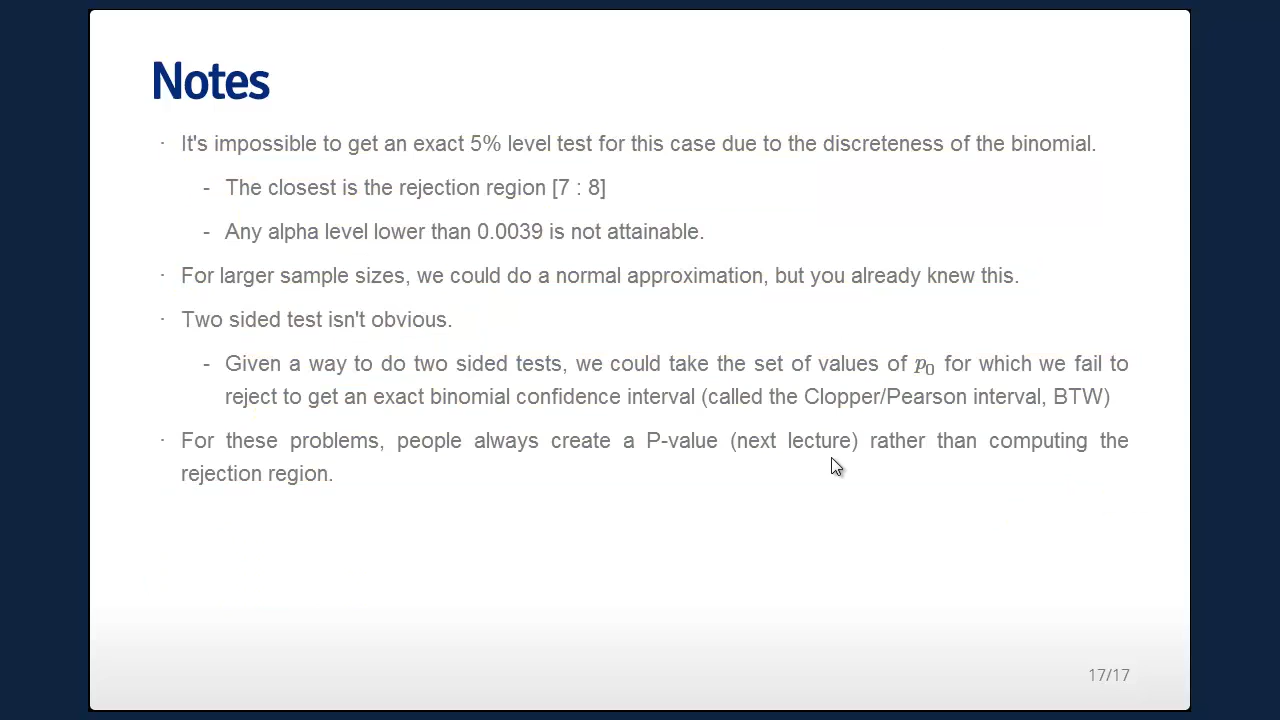 Notes
· It's impossible to get an exact 5% level test for this case due to the discreteness of the binomial.
- The closest is the rejection region [7 : 8]
- Any alpha level lower than 0.0039 is not attainable.
· For larger sample sizes, we could do a normal approximation, but you already knew this.
· Two sided test isn't obvious.
- Given a way to do two sided tests, we could take the set of values of p₀ for which we fail to
reject to get an exact binomial confidence interval (called the Clopper/Pearson interval, BTW)
· For these problems, people always create a P-value (next lecture) rather than computing the
rejection region.
17/17